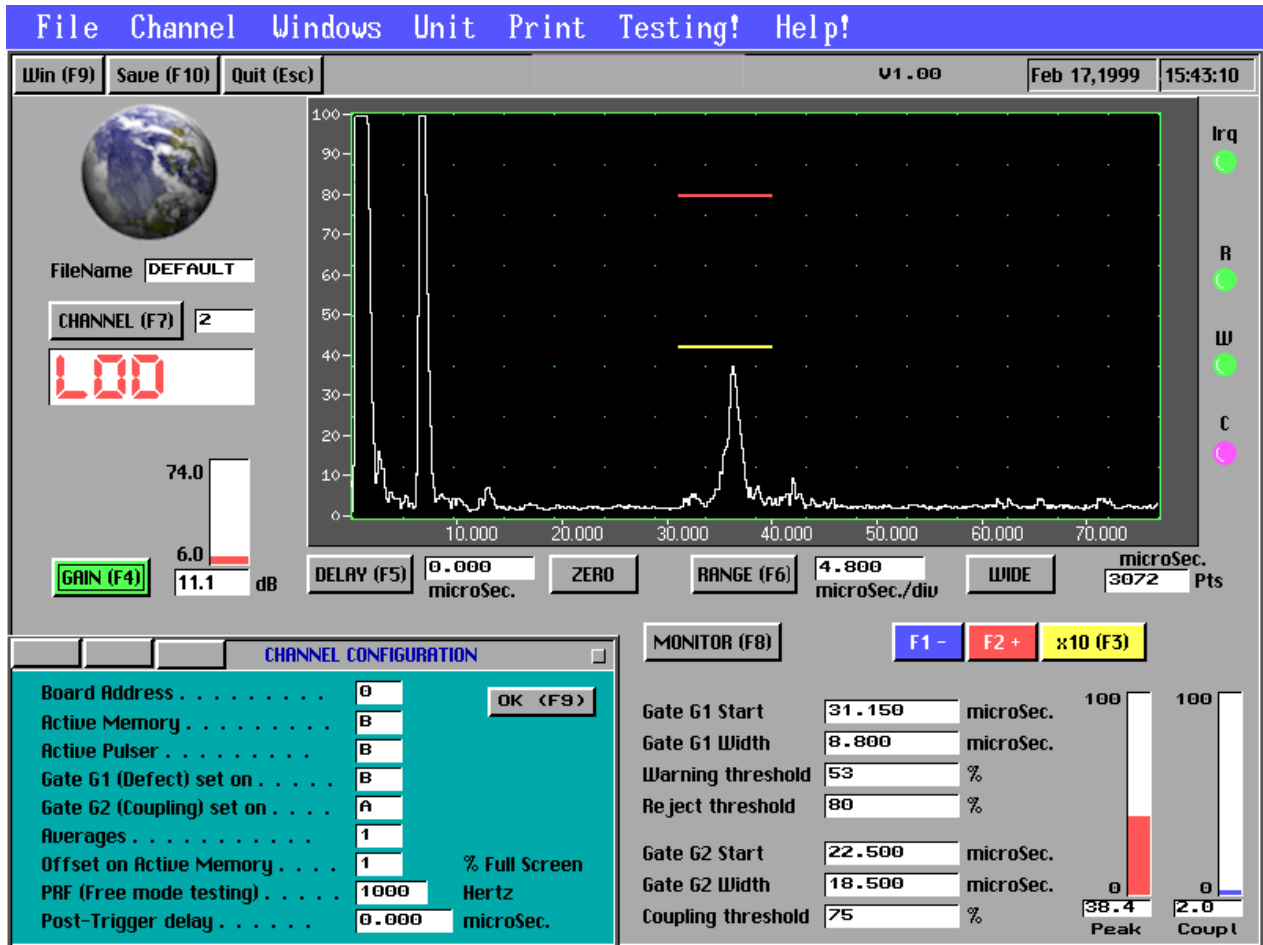 File Channel Windows Unit Print Testing! Help!
Win (F9) Save (F10) Quit (Esc) V1.00 Feb 17,1999 15:43:10
100
90
80
70
60
50
40
30
20
10
0
10.000 20.000 30.000 40.000 50.000 60.000 70.000
microSec.
Irq
R
W
C
FileName DEFAULT
CHANNEL (F7) 2
LOD
74.0
6.0
GAIN (F4) 11.1 dB
DELAY (F5) 0.000 microSec.
ZERO
RANGE (F6) 4.800 microSec./div
WIDE
3072 Pts
CHANNEL CONFIGURATION
OK (F9)
Board Address . . . . . . . . . 0
Active Memory . . . . . . . . . B
Active Pulser . . . . . . . . . B
Gate G1 (Defect) set on . . . . . B
Gate G2 (Coupling) set on . . . . A
Averages . . . . . . . . . . . 1
Offset on Active Memory . . . . 1 % Full Screen
PRF (Free mode testing) . . . . . 1000 Hertz
Post-Trigger delay . . . . . . 0.000 microSec.
MONITOR (F8) F1 - F2 + x10 (F3)
Gate G1 Start 31.150 microSec.
Gate G1 Width 8.800 microSec.
Warning threshold 53 %
Reject threshold 80 %
Gate G2 Start 22.500 microSec.
Gate G2 Width 18.500 microSec.
Coupling threshold 75 %
100 100
0 0
38.4 2.0
Peak Coupl